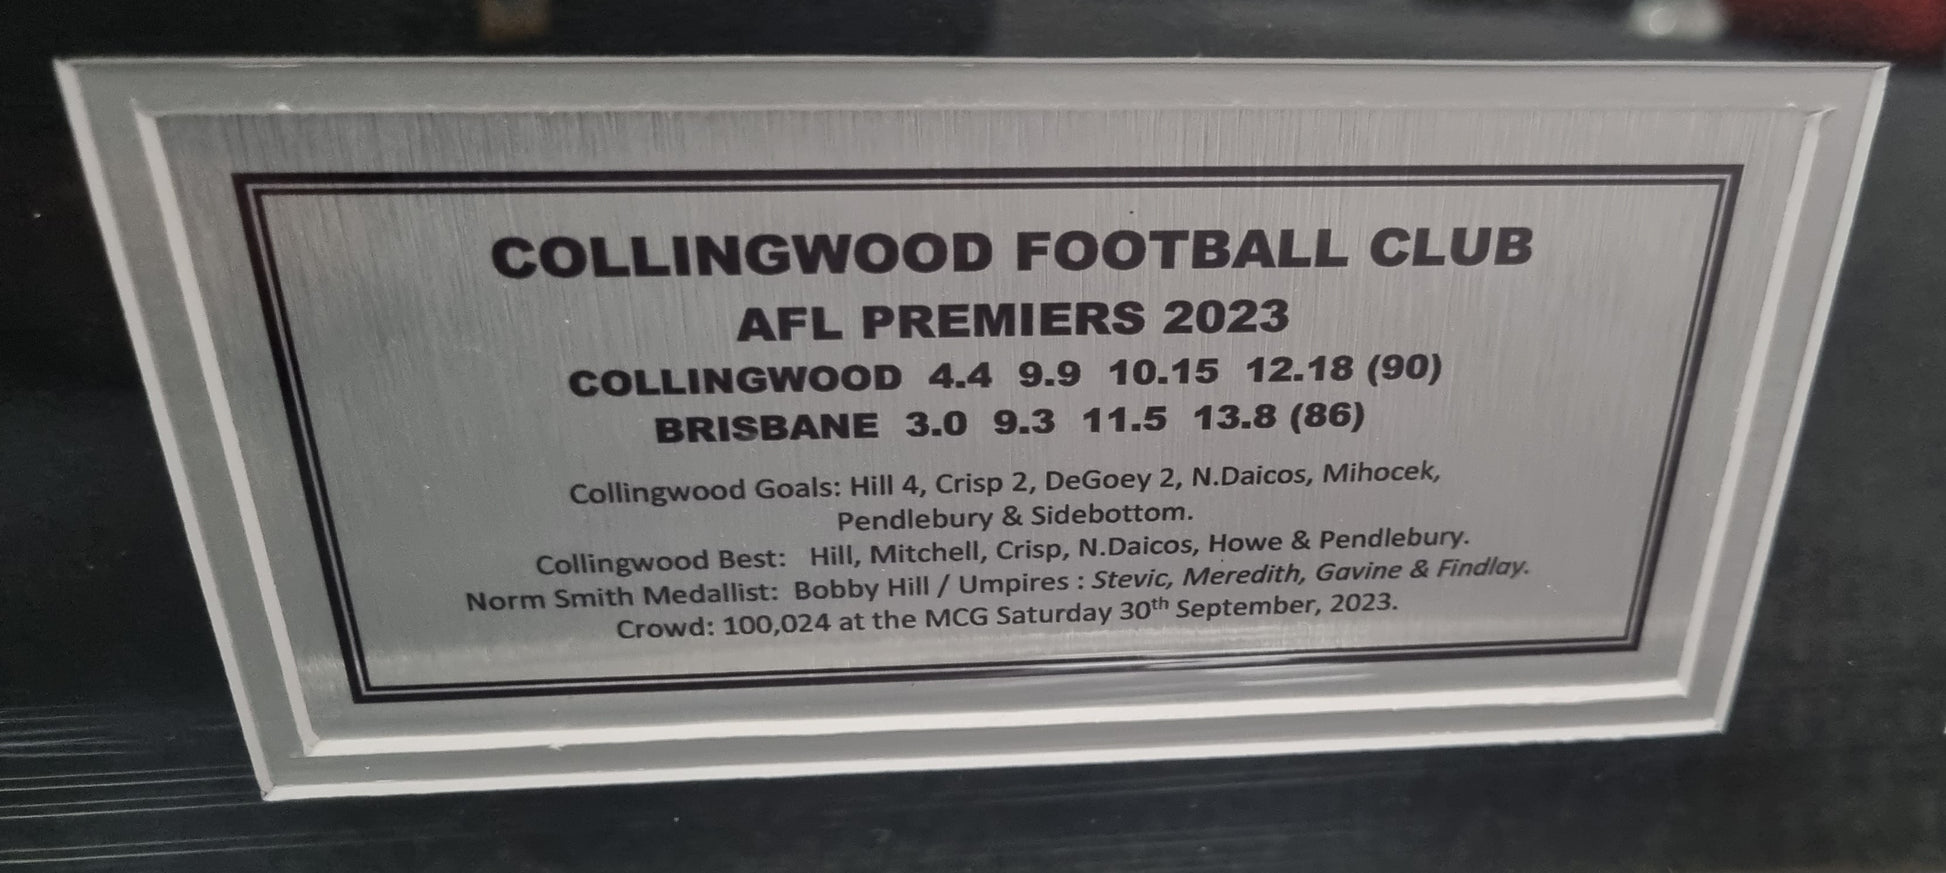 COLLINGWOOD FOOTBALL CLUB
AFL PREMIERS 2023
COLLINGWOOD 4.4 9.9 10.15 12.18 (90)
BRISBANE 3.0 9.3 11.5 13.8 (86)
Collingwood Goals: Hill 4, Crisp 2, DeGoey 2, N.Daicos, Mihocek,
Pendlebury & Sidebottom.
Collingwood Best: Hill, Mitchell, Crisp, N.Daicos, Howe & Pendlebury.
Norm Smith Medallist: Bobby Hill / Umpires : Stevic, Meredith, Gavine & Findlay.
Crowd: 100,024 at the MCG Saturday 30th September, 2023.